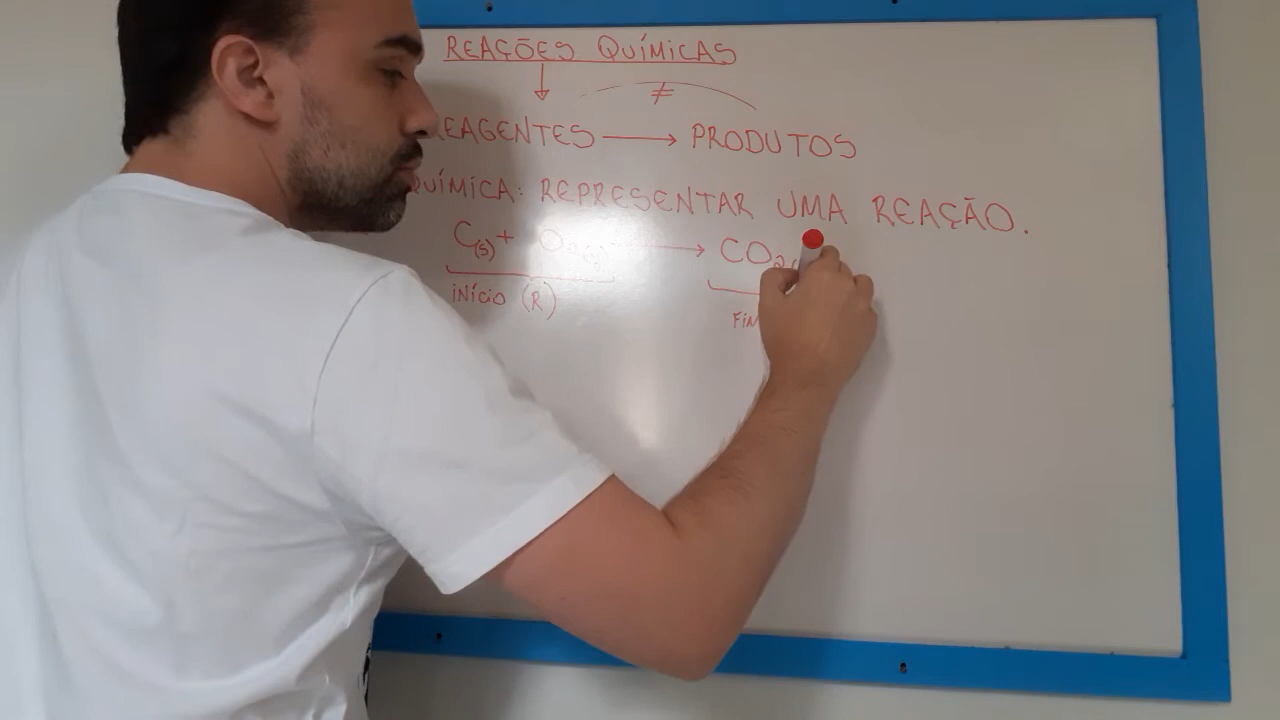 REAÇÕES QUÍMICAS
≠
REAGENTES → PRODUTOS
QUÍMICA: REPRESENTAR UMA REAÇÃO.
C(s) + O2(g) → CO2(
INÍCIO (R)
FIN